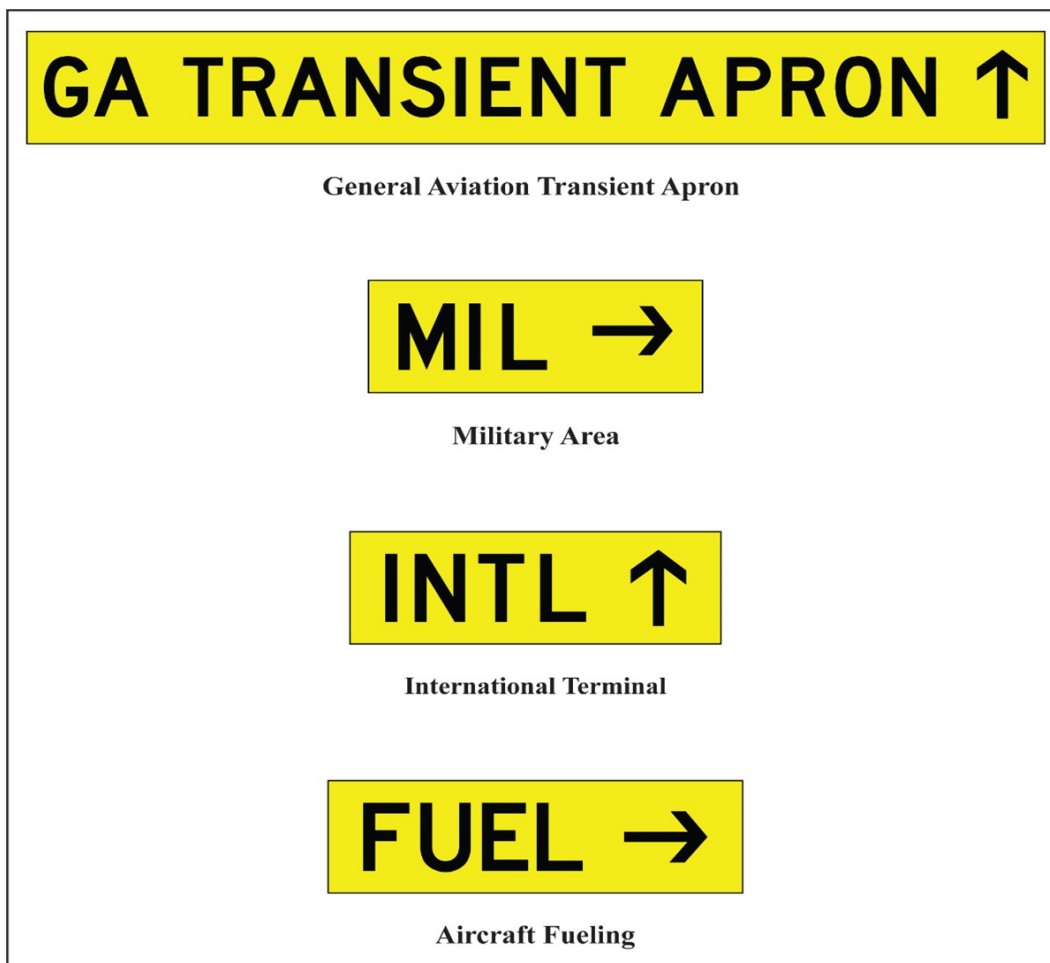 GA TRANSIENT APRON ↑
General Aviation Transient Apron
MIL →
Military Area
INTL ↑
International Terminal
FUEL →
Aircraft Fueling